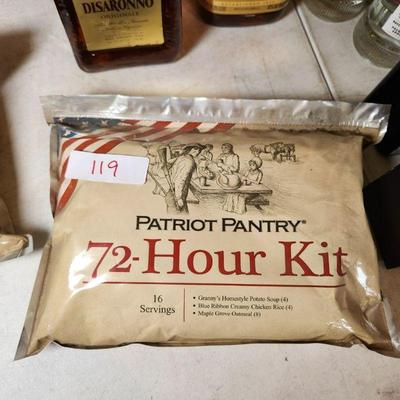 DISARONNO
ORIGINALE
119
PATRIOT PANTRY®
72-Hour Kit
16
Servings
• Granny's Homestyle Potato Soup (4)
• Blue Ribbon Creamy Chicken Rice (4)
• Maple Grove Oatmeal (8)